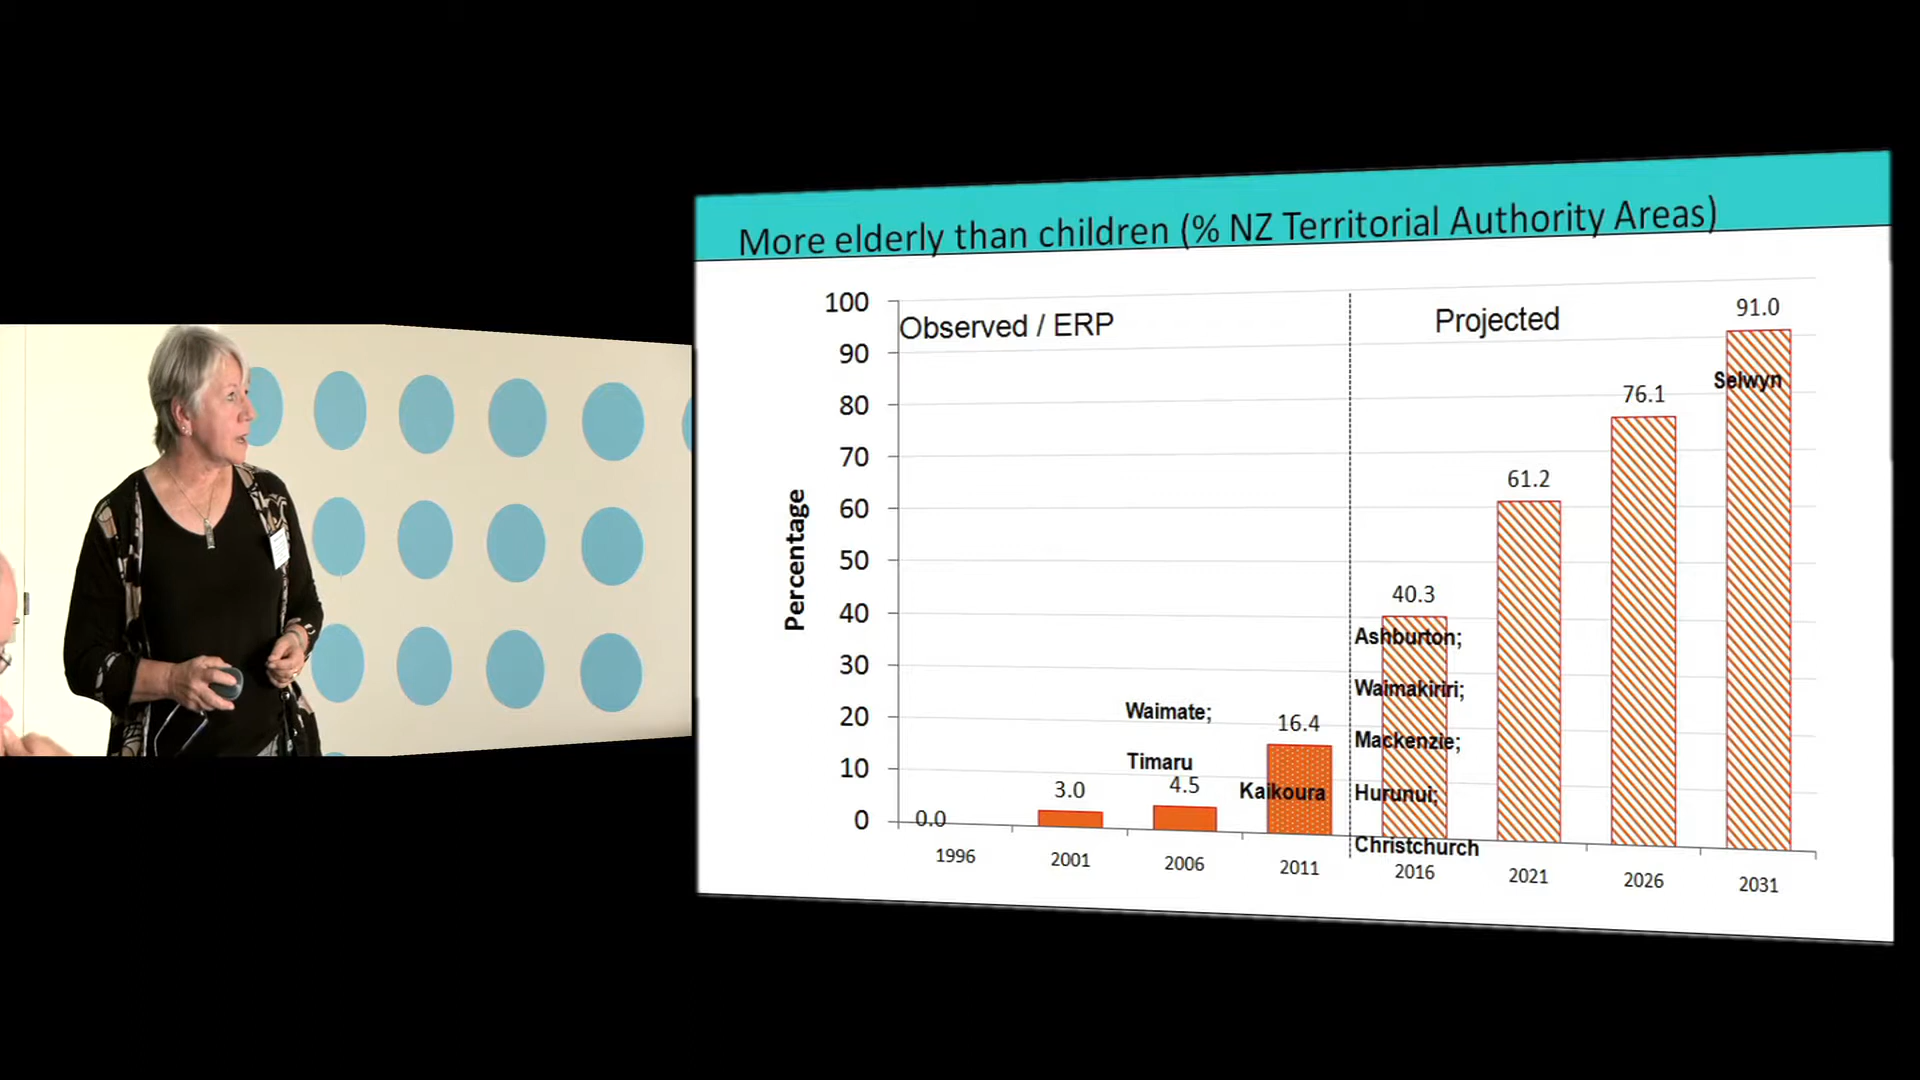 More elderly than children (% NZ Territorial Authority Areas)
Observed / ERP
Projected
Percentage
100
90
80
70
60
50
40
30
20
10
0
0.0
3.0
4.5
16.4
40.3
61.2
76.1
91.0
Waimate;
Timaru
Kaikoura
Ashburton;
Waimakiriri;
Mackenzie;
Hurunui;
Christchurch
Selwyn
1996
2001
2006
2011
2016
2021
2026
2031